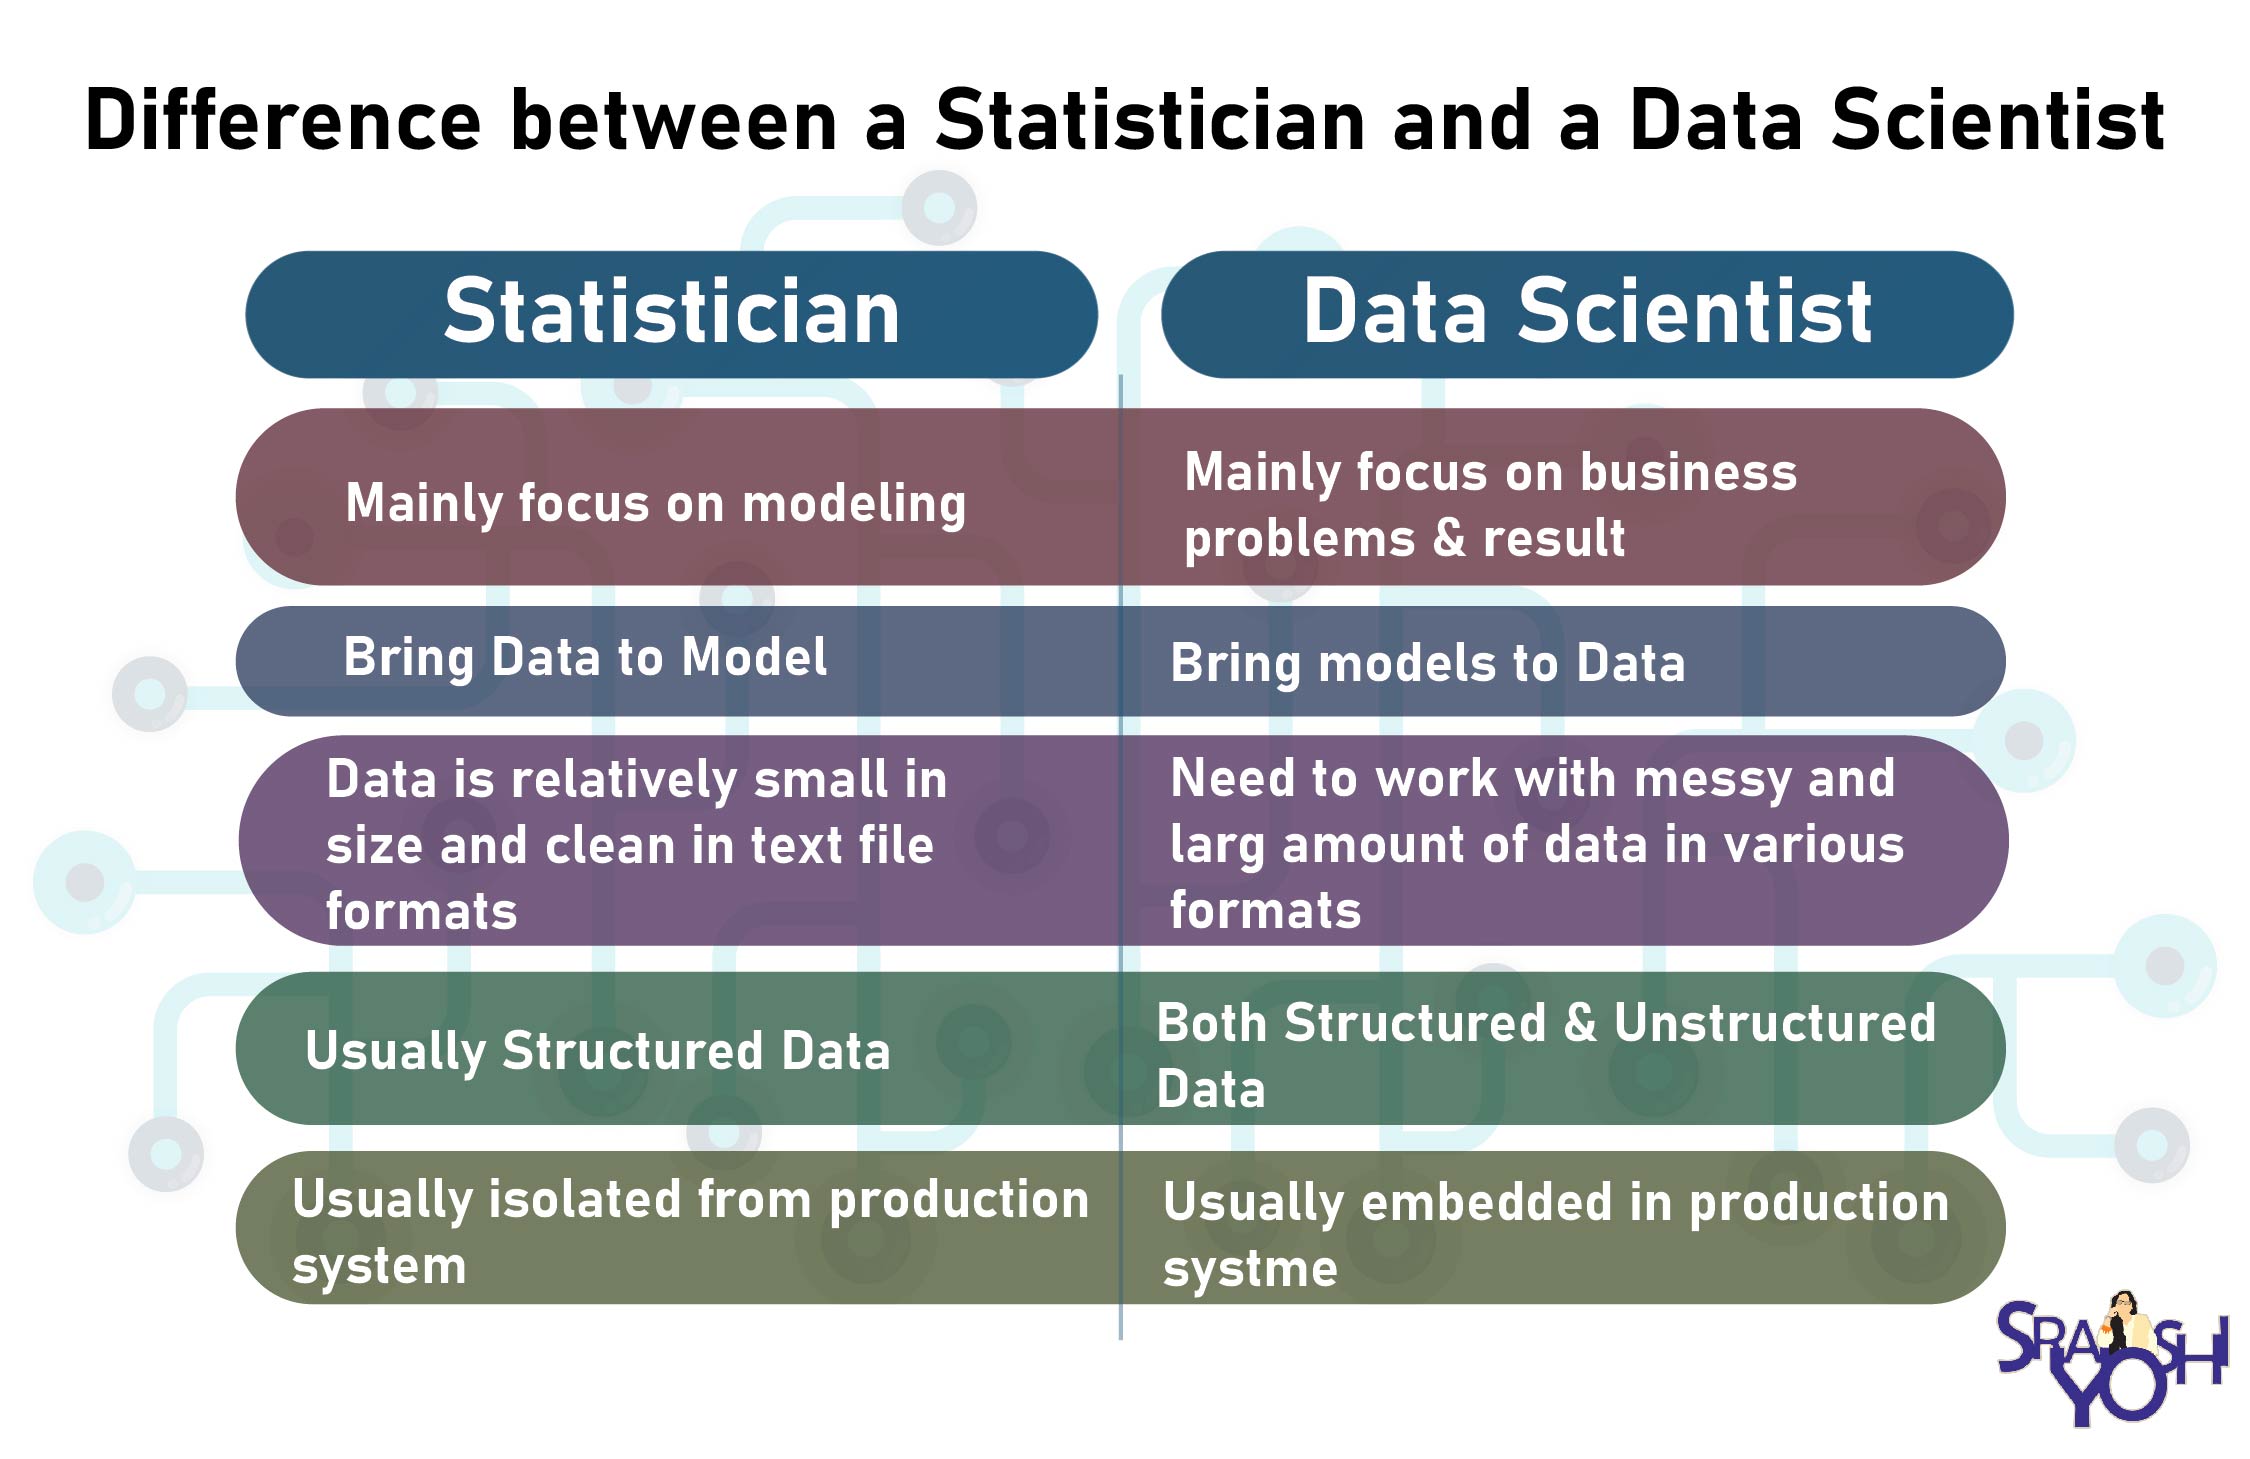 Difference between a Statistician and a Data Scientist
Statistician
Data Scientist
Mainly focus on modeling
Mainly focus on business
problems & result
Bring Data to Model
Bring models to Data
Data is relatively small in
size and clean in text file
formats
Need to work with messy and
larg amount of data in various
formats
Usually Structured Data
Both Structured & Unstructured
Data
Usually isolated from production
system
Usually embedded in production
systme